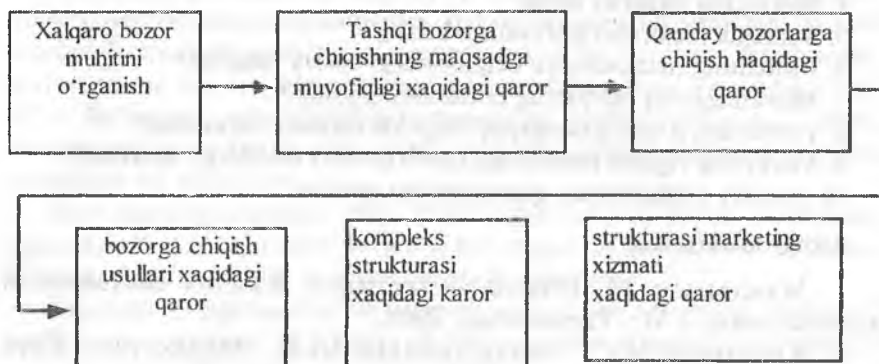 Xalqaro bozor
muhitini
o‘rganish
Tashqi bozorga
chiqishning maqsadga
muvofiqligi xaqidagi qaror
Qanday bozorlarga
chiqish haqidagi
qaror
bozorga chiqish
usullari xaqidagi
qaror
kompleks
strukturasi
xaqidagi karor
strukturasi marketing
xizmati
xaqidagi qaror